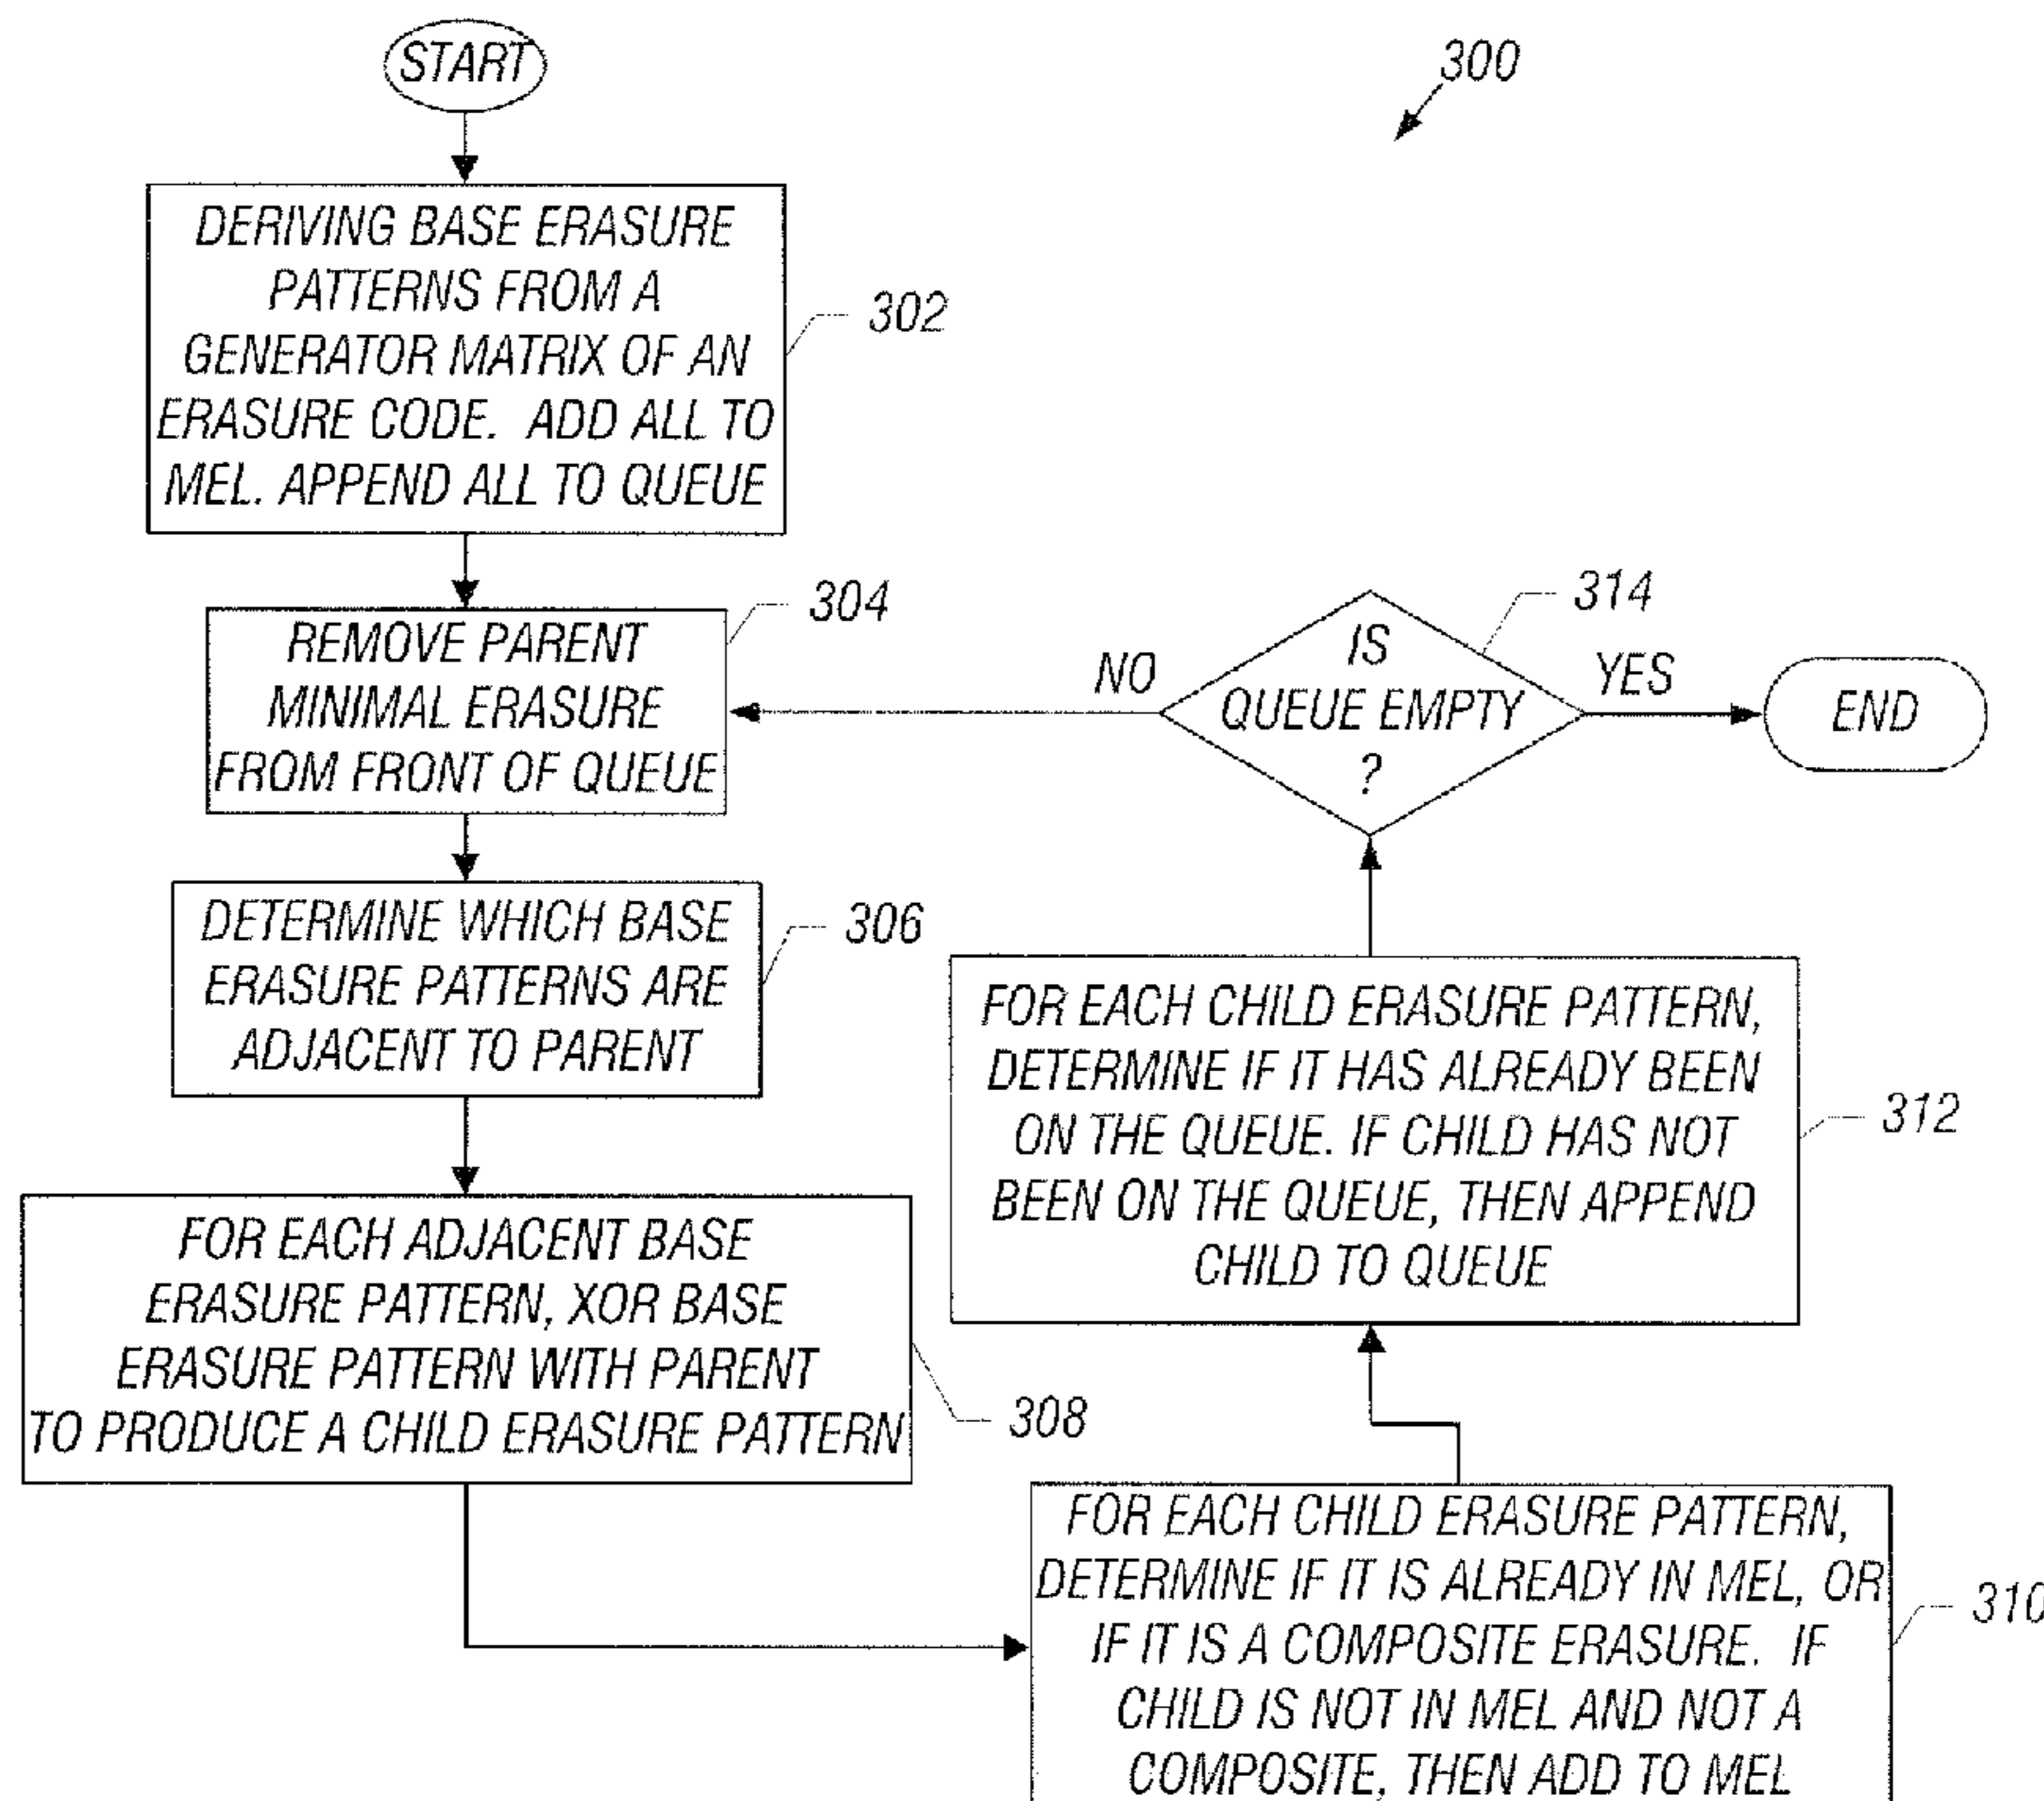 START
300
DERIVING BASE ERASURE
PATTERNS FROM A
GENERATOR MATRIX OF AN
ERASURE CODE. ADD ALL TO
MEL. APPEND ALL TO QUEUE
302
REMOVE PARENT
MINIMAL ERASURE
FROM FRONT OF QUEUE
304
DETERMINE WHICH BASE
ERASURE PATTERNS ARE
ADJACENT TO PARENT
306
FOR EACH ADJACENT BASE
ERASURE PATTERN, XOR BASE
ERASURE PATTERN WITH PARENT
TO PRODUCE A CHILD ERASURE PATTERN
308
FOR EACH CHILD ERASURE PATTERN,
DETERMINE IF IT IS ALREADY IN MEL, OR
IF IT IS A COMPOSITE ERASURE. IF
CHILD IS NOT IN MEL AND NOT A
COMPOSITE, THEN ADD TO MEL
310
FOR EACH CHILD ERASURE PATTERN,
DETERMINE IF IT HAS ALREADY BEEN
ON THE QUEUE. IF CHILD HAS NOT
BEEN ON THE QUEUE, THEN APPEND
CHILD TO QUEUE
312
IS
QUEUE EMPTY
?
314
NO
YES
END